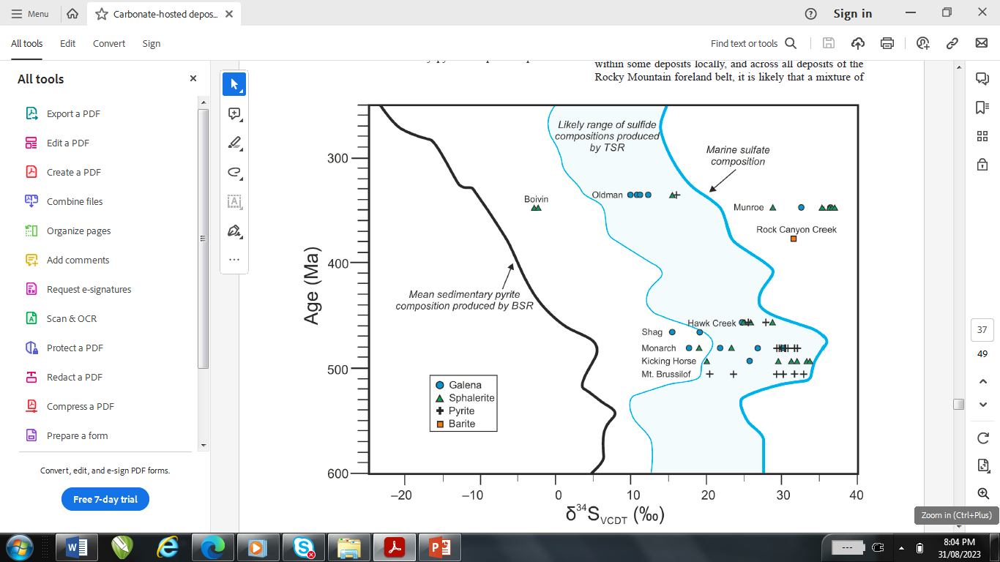 Menu
Carbonate-hosted depos...
Sign in
All tools
Edit
Convert
Sign
Find text or tools
All tools
Export a PDF
Edit a PDF
Create a PDF
Combine files
Organize pages
Add comments
Request e-signatures
Scan & OCR
Protect a PDF
Redact a PDF
Compress a PDF
Prepare a form
Convert, edit, and e-sign PDF forms.
Free 7-day trial
within some deposits locally, and across all deposits of the
Rocky Mountain foreland belt, it is likely that a mixture of
Likely range of sulfide
compositions produced
by TSR
Marine sulfate
composition
300
Boivin
Oldman
Munroe
Rock Canyon Creek
Age (Ma)
400
Mean sedimentary pyrite
composition produced by BSR
Hawk Creek
Shag
Monarch
Kicking Horse
Mt. Brussilof
500
Galena
Sphalerite
Pyrite
Barite
600
−20
−10
0
10
20
30
40
δ34SVCDT (‰)
37
49
Zoom in (Ctrl+Plus)
8:04 PM
31/08/2023